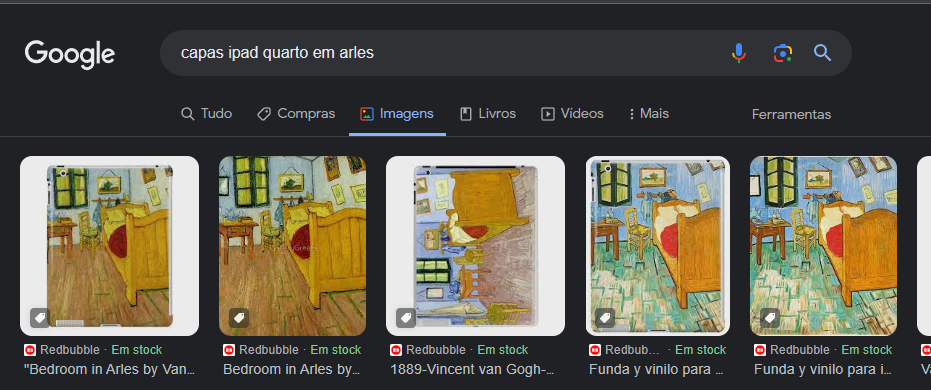 Google
capas ipad quarto em arles
Tudo Compras Imagens Livros Vídeos Mais Ferramentas
Redbubble · Em stock
"Bedroom in Arles by Van...
Redbubble · Em stock
Bedroom in Arles by...
Redbubble · Em stock
1889-Vincent van Gogh-...
Redbub... · Em stock
Funda y vinilo para ...
Redbubble · Em stock
Funda y vinilo para i...